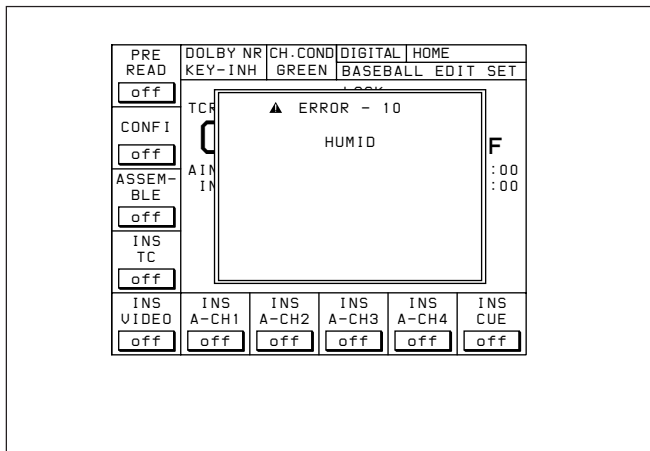 PRE READ
off
DOLBY NR CH.COND DIGITAL HOME
KEY-INH GREEN BASEBALL EDIT SET
TCR
⚠ ERROR - 10
HUMID
CONFI
off
F
AIN :00
IN :00
ASSEM-
BLE
off
INS
TC
off
INS INS INS INS INS INS
VIDEO A-CH1 A-CH2 A-CH3 A-CH4 CUE
off off off off off off